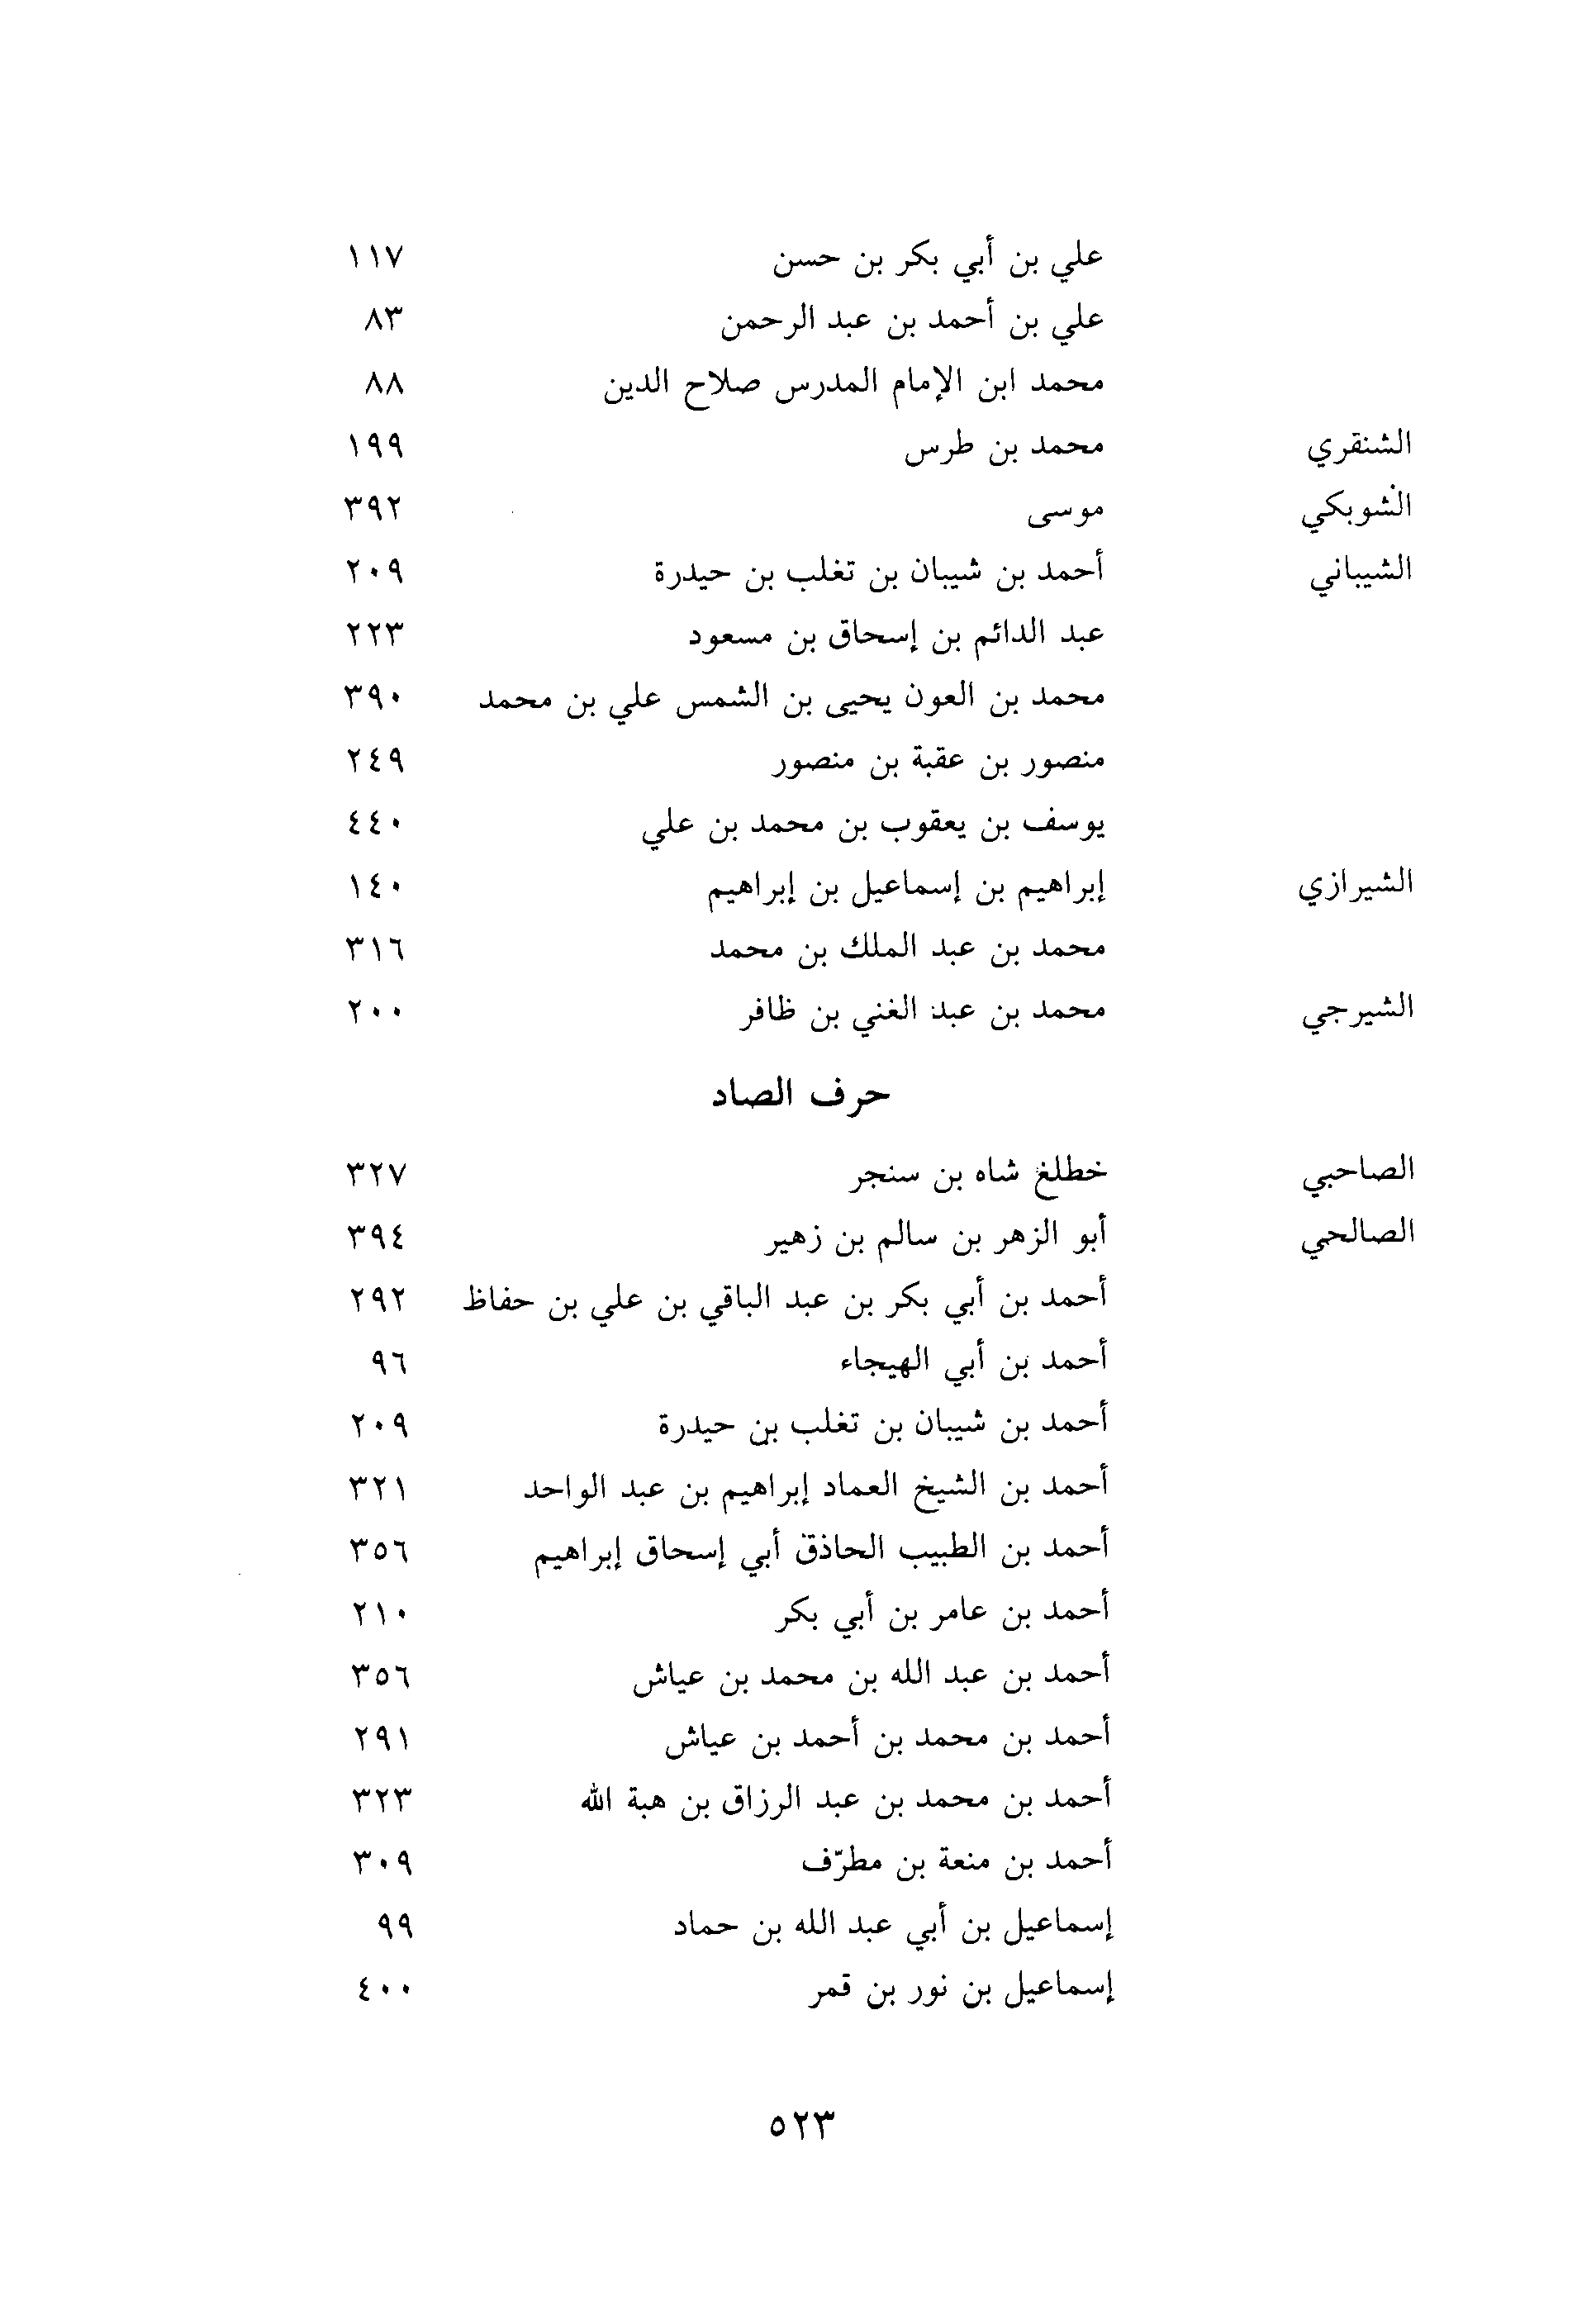 علي بن أبي بكر بن حسن ١١٧
علي بن أحمد بن عبد الرحمن ٨٣
محمد ابن الإمام المدرس صلاح الدين ٨٨
الشنقري محمد بن طرس ١٩٩
الشوبكي موسى ٣٩٢
الشيباني أحمد بن شيبان بن تغلب بن حيدرة ٢٠٩
عبد الدائم بن إسحاق بن مسعود ٢٢٣
محمد بن العون يحيى بن الشمس علي بن محمد ٣٩٠
منصور بن عقبة بن منصور ٢٤٩
يوسف بن يعقوب بن محمد بن علي ٤٤٠
الشيرازي إبراهيم بن إسماعيل بن إبراهيم ١٤٠
محمد بن عبد الملك بن محمد ٣١٦
الشيرجي محمد بن عبد الغني بن ظافر ٢٠٠
حرف الصاد
الصاحبي خطلغ شاه بن سنجر ٣٢٧
الصالحي أبو الزهر بن سالم بن زهير ٣٩٤
أحمد بن أبي بكر بن عبد الباقي بن علي بن حفاظ ٢٩٢
أحمد بن أبي الهيجاء ٩٦
أحمد بن شيبان بن تغلب بن حيدرة ٢٠٩
أحمد بن الشيخ العماد إبراهيم بن عبد الواحد ٣٢١
أحمد بن الطبيب الحاذق أبي إسحاق إبراهيم ٣٥٦
أحمد بن عامر بن أبي بكر ٢١٠
أحمد بن عبد الله بن محمد بن عياش ٣٥٦
أحمد بن محمد بن أحمد بن عياش ٢٩١
أحمد بن محمد بن عبد الرزاق بن هبة الله ٣٢٣
أحمد بن منعة بن مطرّف ٣٠٩
إسماعيل بن أبي عبد الله بن حماد ٩٩
إسماعيل بن نور بن قمر ٤٠٠
٥٢٣